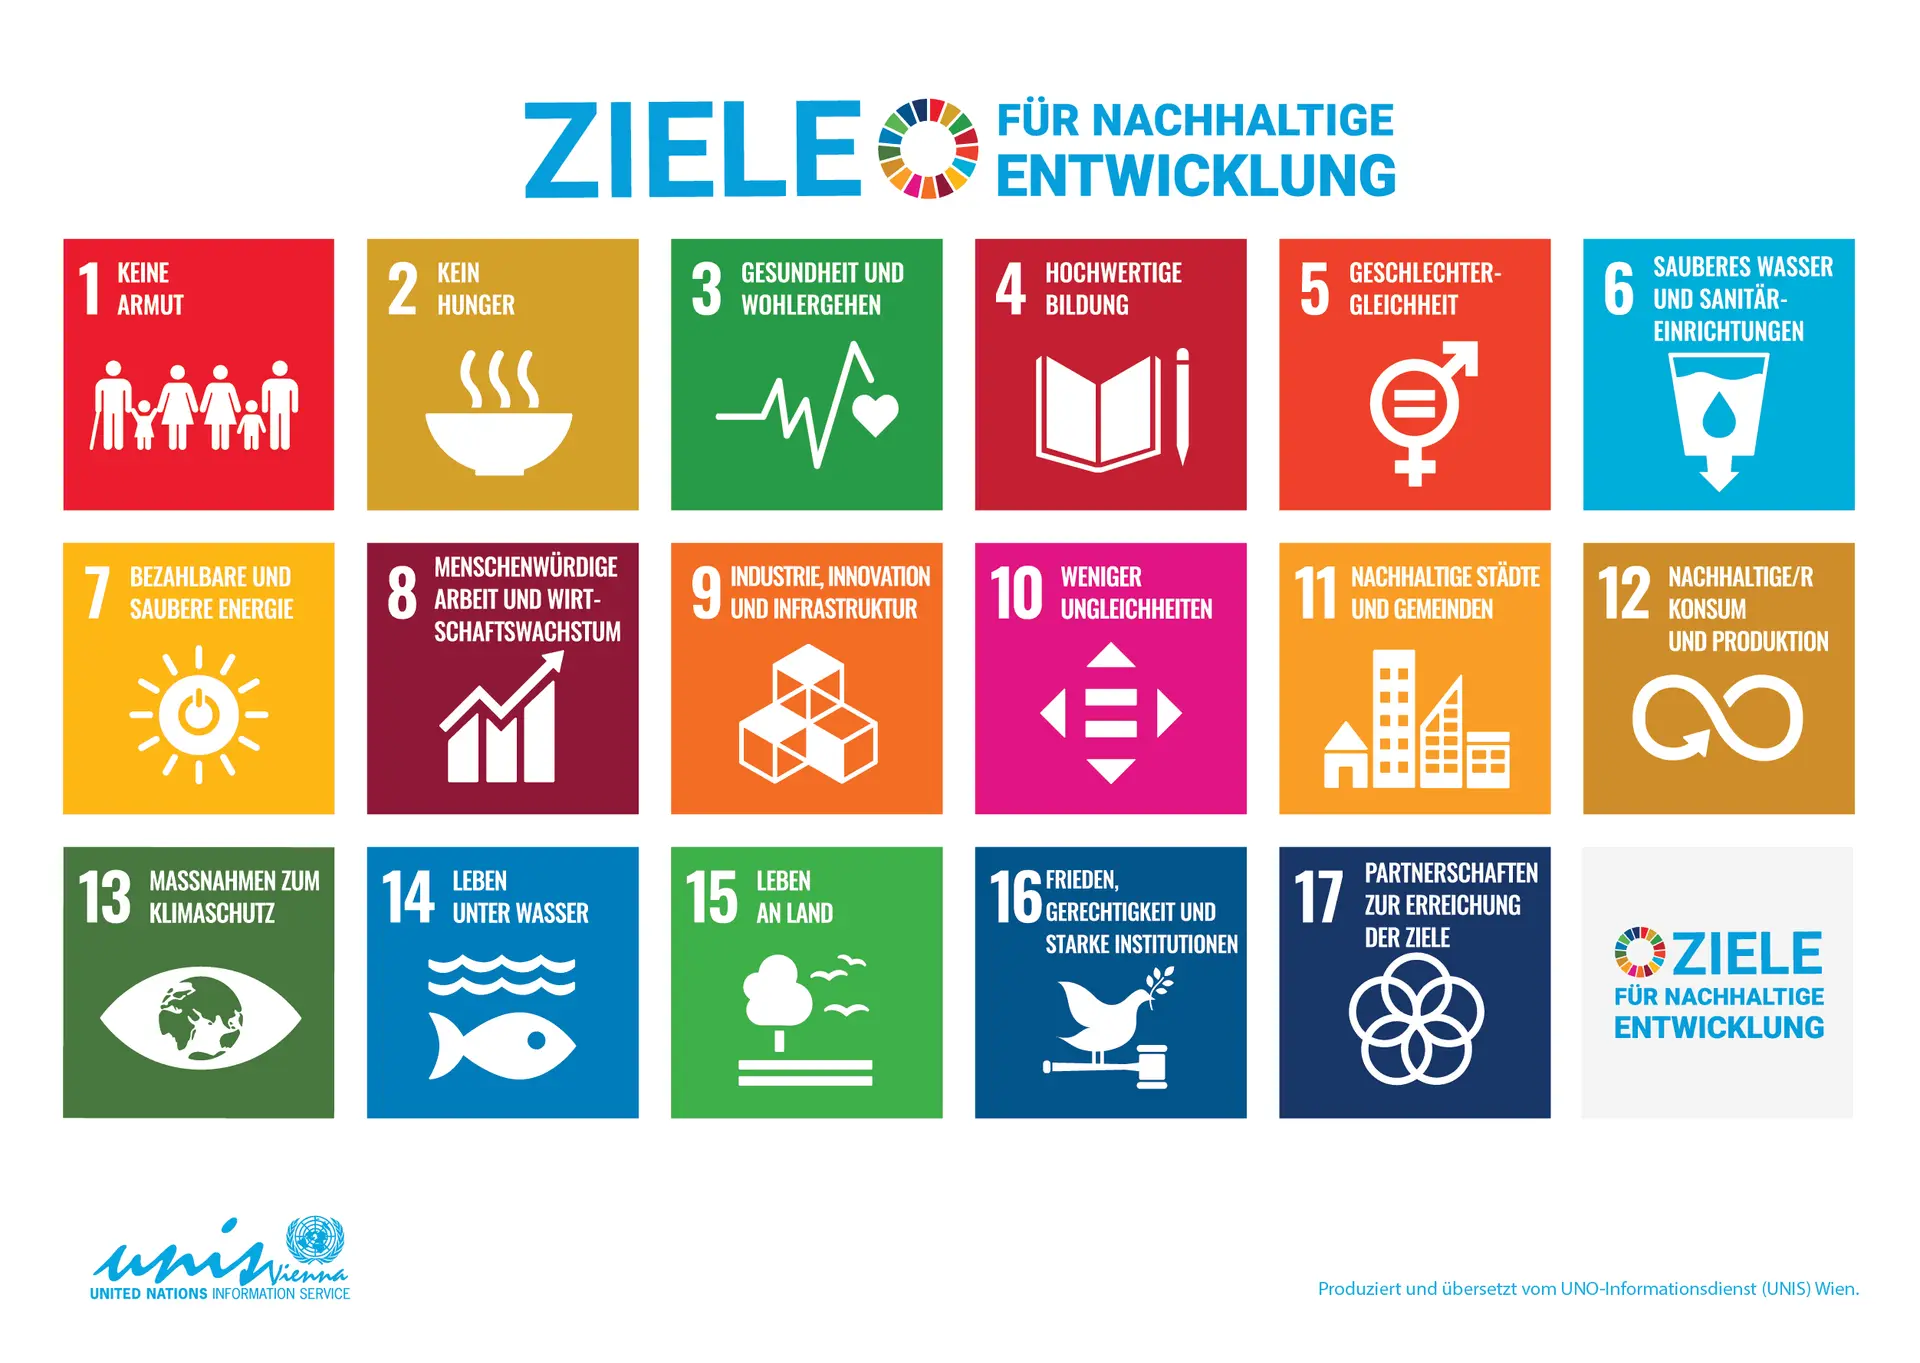 ZIELE FÜR NACHHALTIGE
ENTWICKLUNG
1 KEINE
ARMUT
2 KEIN
HUNGER
3 GESUNDHEIT UND
WOHLERGEHEN
4 HOCHWERTIGE
BILDUNG
5 GESCHLECHTER-
GLEICHHEIT
6 SAUBERES WASSER
UND SANITÄR-
EINRICHTUNGEN
7 BEZAHLBARE UND
SAUBERE ENERGIE
8 MENSCHENWÜRDIGE
ARBEIT UND WIRT-
SCHAFTSWACHSTUM
9 INDUSTRIE, INNOVATION
UND INFRASTRUKTUR
10 WENIGER
UNGLEICHHEITEN
11 NACHHALTIGE STÄDTE
UND GEMEINDEN
12 NACHHALTIGE/R
KONSUM
UND PRODUKTION
13 MASSNAHMEN ZUM
KLIMASCHUTZ
14 LEBEN
UNTER WASSER
15 LEBEN
AN LAND
16 FRIEDEN,
GERECHTIGKEIT UND
STARKE INSTITUTIONEN
17 PARTNERSCHAFTEN
ZUR ERREICHUNG
DER ZIELE
ZIELE
FÜR NACHHALTIGE
ENTWICKLUNG
unis
Vienna
UNITED NATIONS INFORMATION SERVICE
Produziert und übersetzt vom UNO-Informationsdienst (UNIS) Wien.